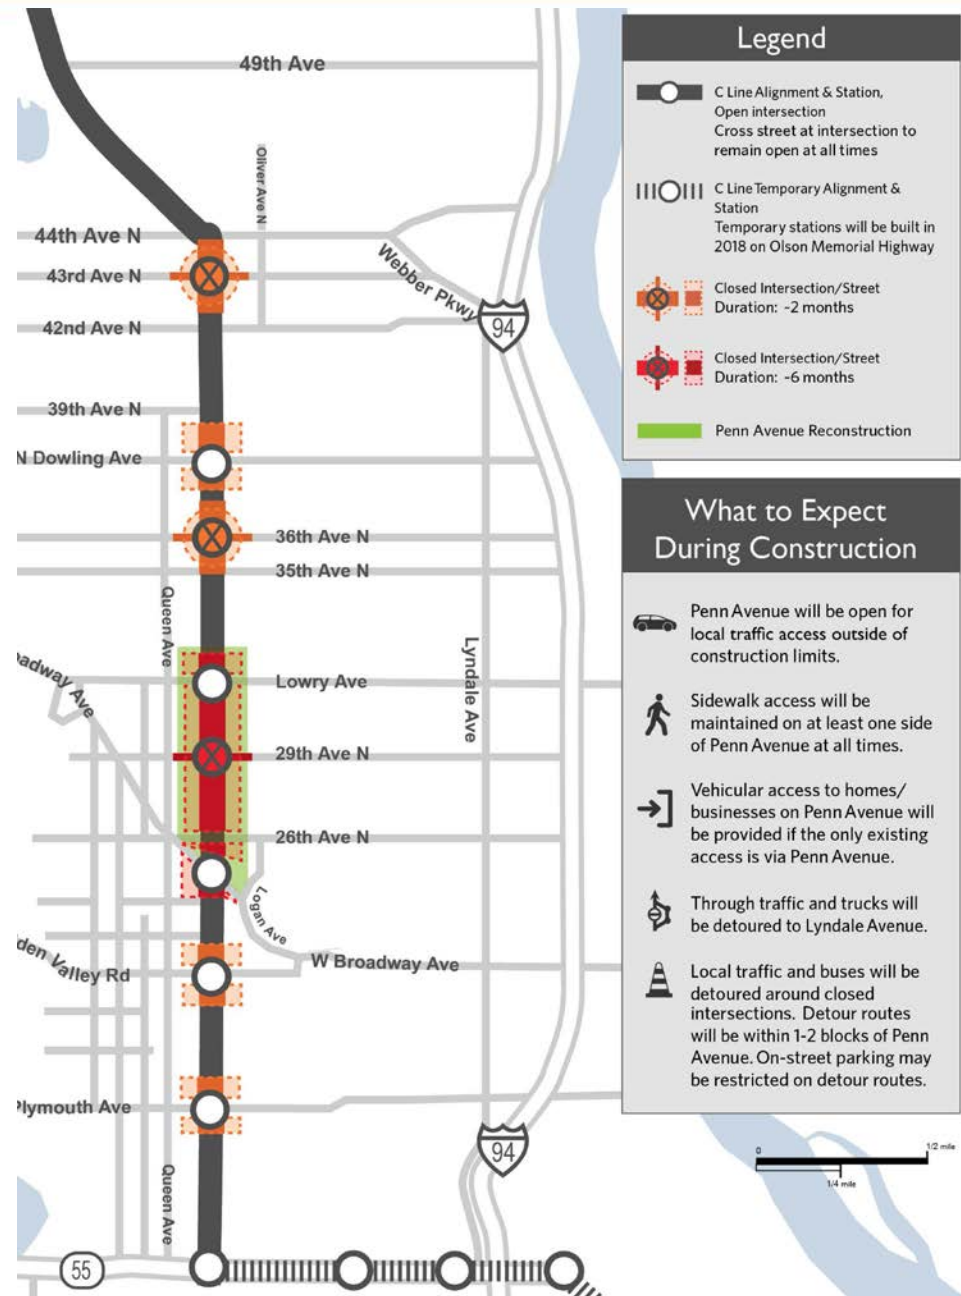 49th Ave
Oliver Ave N
44th Ave N
43rd Ave N
Webber Pkwy
42nd Ave N
94
39th Ave N
N Dowling Ave
36th Ave N
35th Ave N
Queen Ave
Lyndale Ave
adway Ave
Lowry Ave
29th Ave N
26th Ave N
Logan Ave
den Valley Rd
W Broadway Ave
Plymouth Ave
94
Queen Ave
55
Legend
C Line Alignment & Station,
Open intersection
Cross street at intersection to
remain open at all times
C Line Temporary Alignment &
Station
Temporary stations will be built in
2018 on Olson Memorial Highway
Closed Intersection/Street
Duration: ~2 months
Closed Intersection/Street
Duration: ~6 months
Penn Avenue Reconstruction
What to Expect
During Construction
Penn Avenue will be open for
local traffic access outside of
construction limits.
Sidewalk access will be
maintained on at least one side
of Penn Avenue at all times.
Vehicular access to homes/
businesses on Penn Avenue will
be provided if the only existing
access is via Penn Avenue.
Through traffic and trucks will
be detoured to Lyndale Avenue.
Local traffic and buses will be
detoured around closed
intersections. Detour routes
will be within 1-2 blocks of Penn
Avenue. On-street parking may
be restricted on detour routes.
0
1/2 mile
1/4 mile